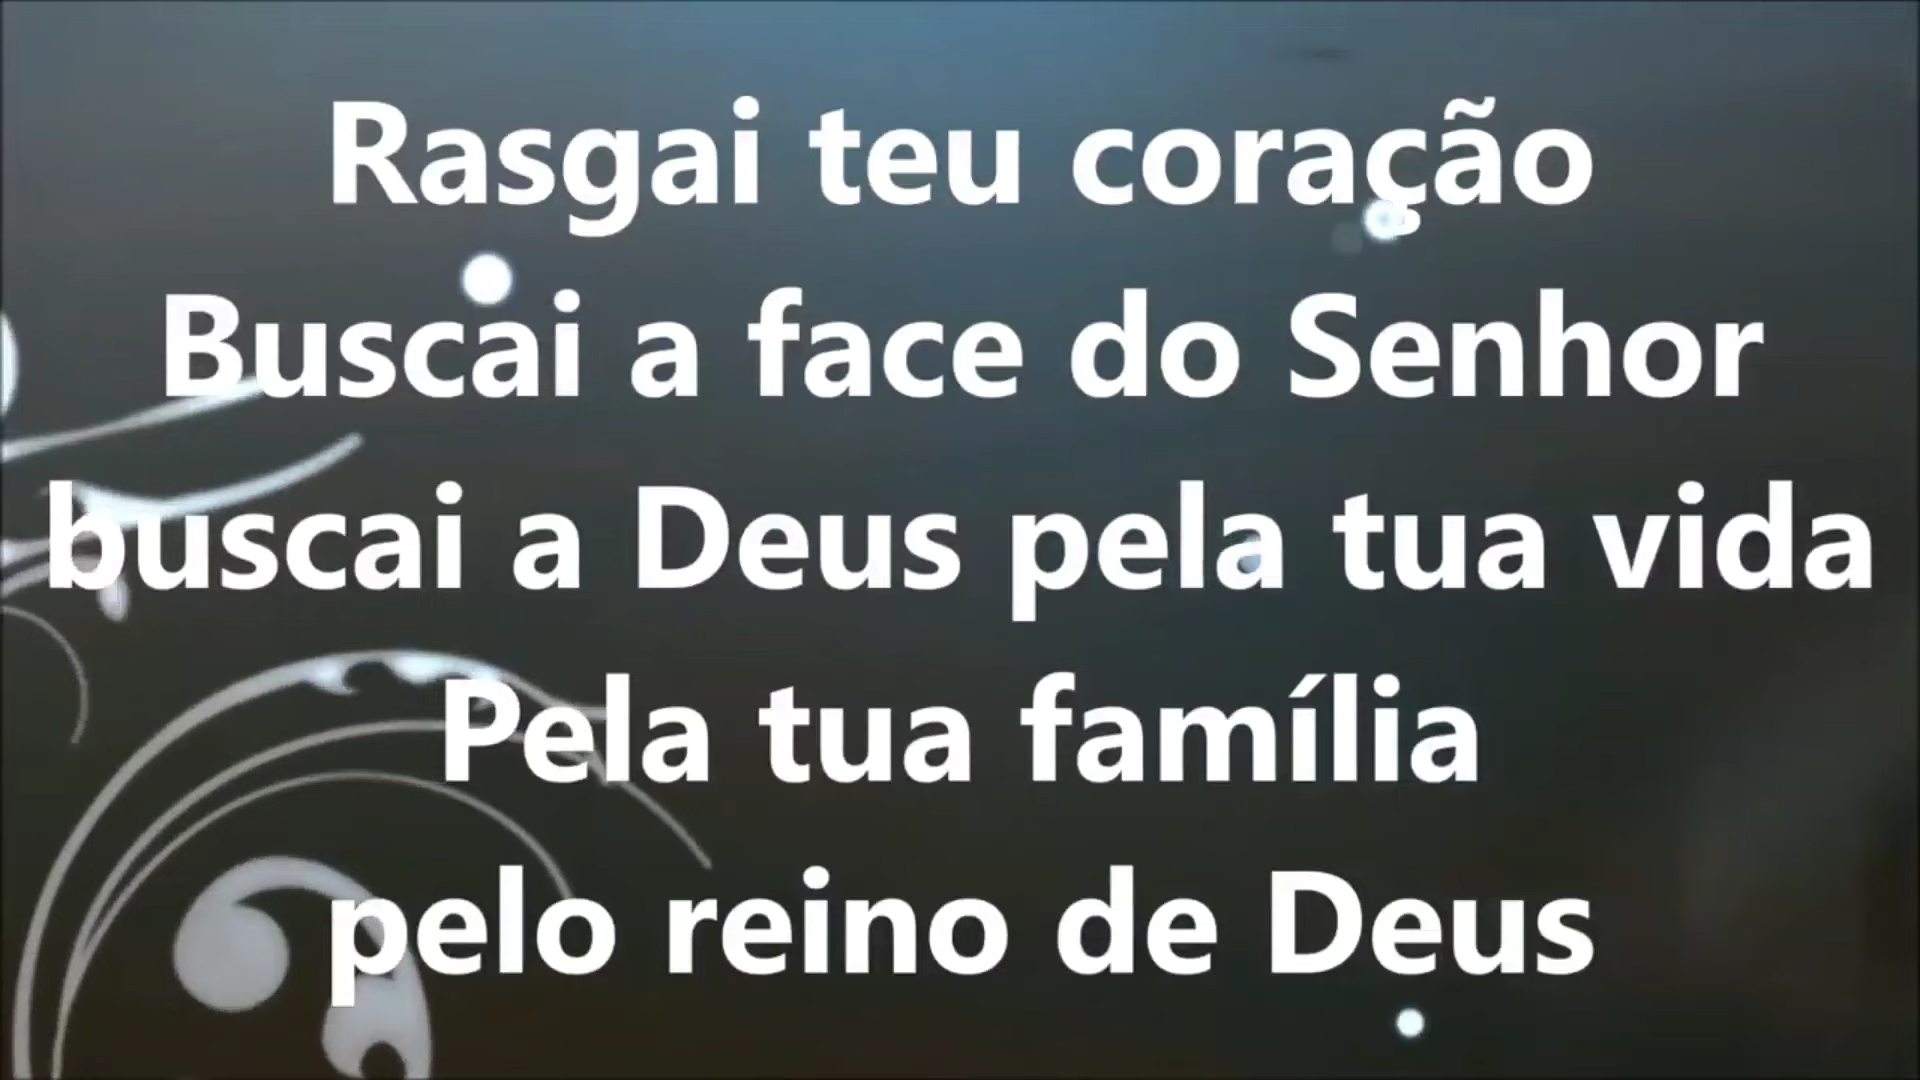 Rasgai teu coração
Buscai a face do Senhor
buscai a Deus pela tua vida
Pela tua família
pelo reino de Deus